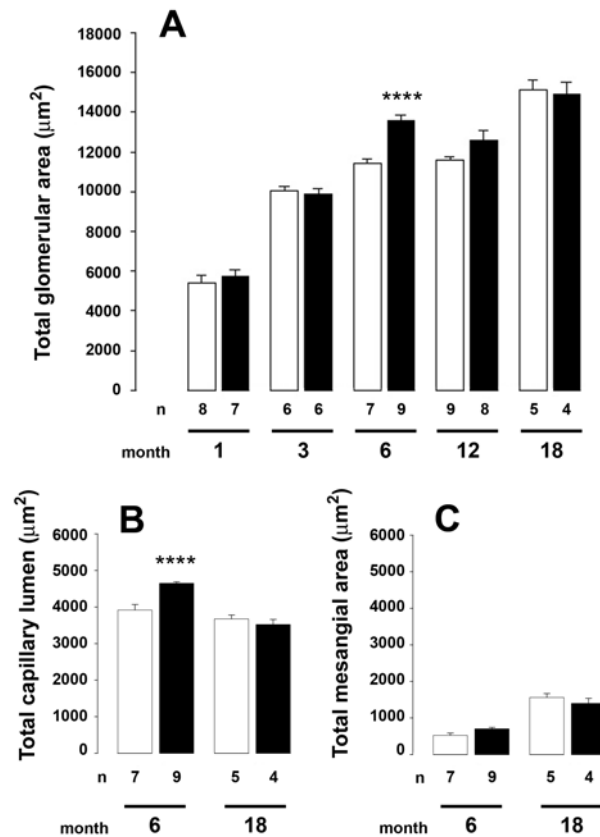 A
Total glomerular area (μm²)
18000
16000
14000
12000
10000
8000
6000
4000
2000
0
****
n 8 7 6 6 7 9 9 8 5 4
month 1 3 6 12 18
B
Total capillary lumen (μm²)
6000
5000
4000
3000
2000
1000
0
****
n 7 9 5 4
month 6 18
C
Total mesangial area (μm²)
6000
5000
4000
3000
2000
1000
0
n 7 9 5 4
month 6 18